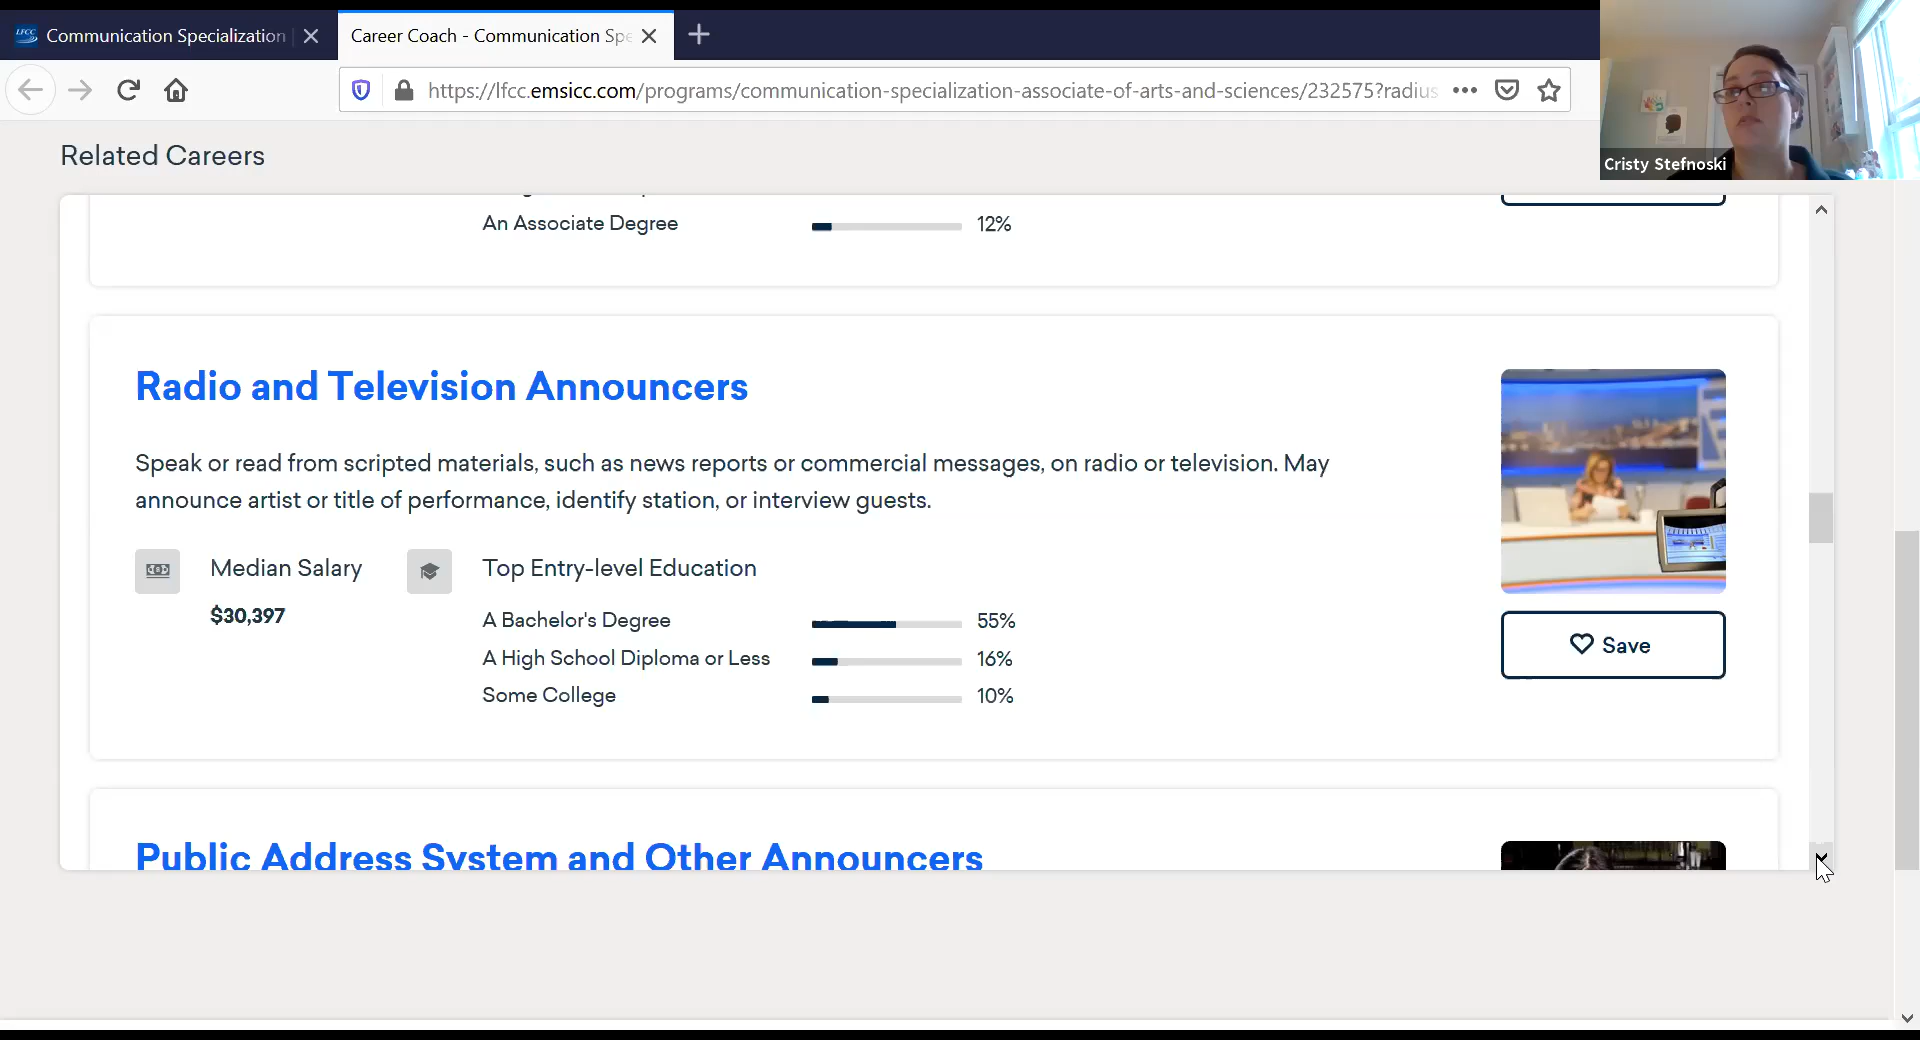 LFCC
Communication Specialization
Career Coach - Communication Spe
https://lfcc.emsicc.com/programs/communication-specialization-associate-of-arts-and-sciences/232575?radius
Cristy Stefnoski
Related Careers
An Associate Degree 12%
Radio and Television Announcers
Speak or read from scripted materials, such as news reports or commercial messages, on radio or television. May
announce artist or title of performance, identify station, or interview guests.
Median Salary
$30,397
Top Entry-level Education
A Bachelor's Degree 55%
A High School Diploma or Less 16%
Some College 10%
Save
Public Address System and Other Announcers